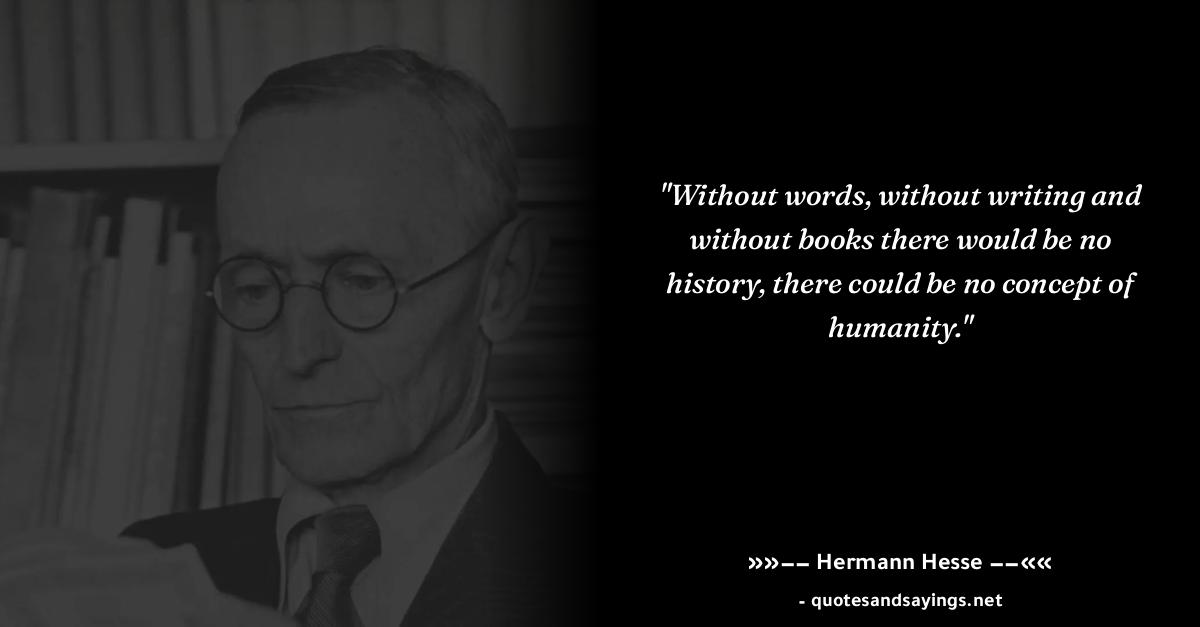 "Without words, without writing and
without books there would be no
history, there could be no concept of
humanity."
»»−− Hermann Hesse −−««
- quotesandsayings.net